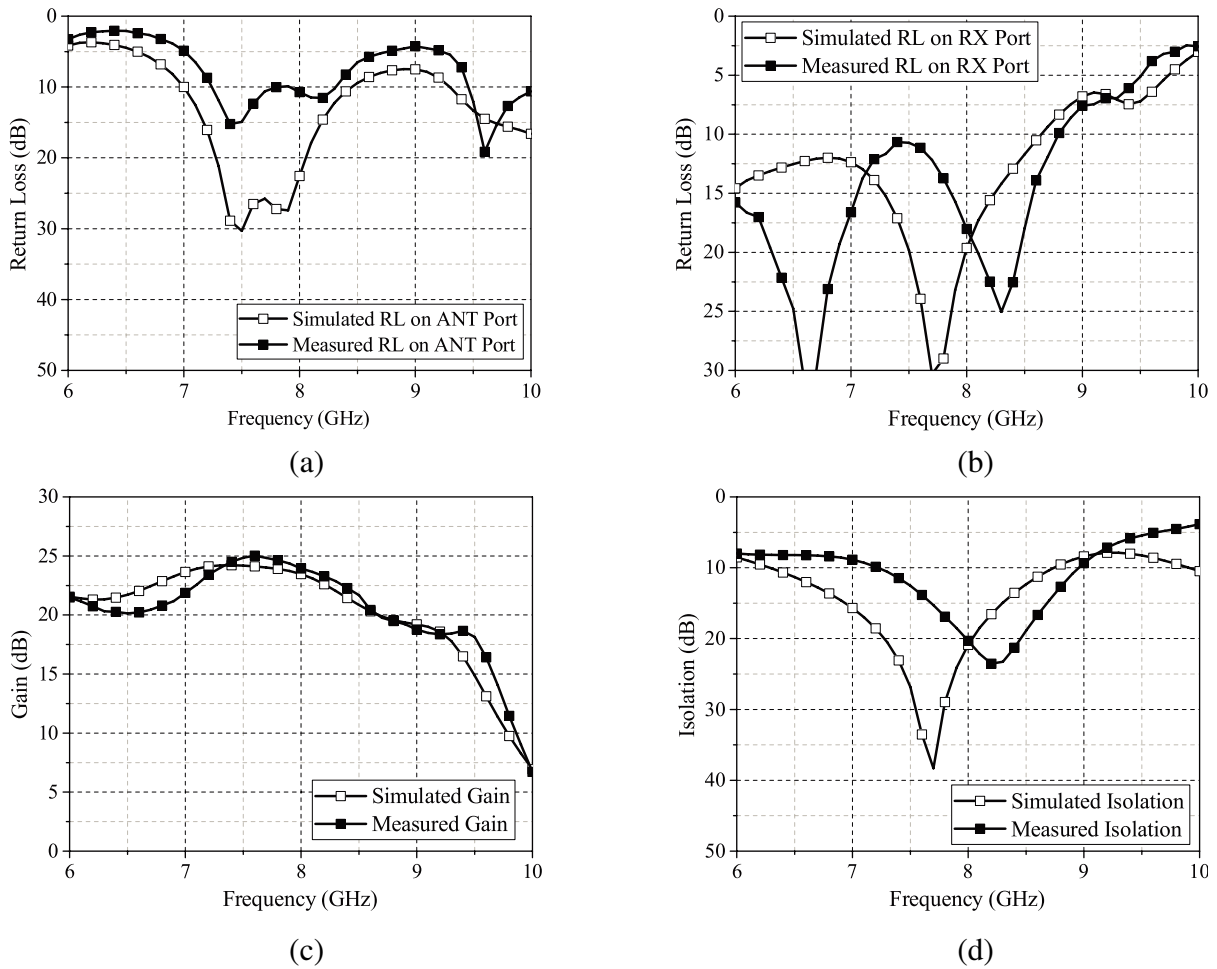 0
10
20
30
40
50
Return Loss (dB)
Simulated RL on ANT Port
Measured RL on ANT Port
6 7 8 9 10
Frequency (GHz)
(a)
0
5
10
15
20
25
30
Return Loss (dB)
Simulated RL on RX Port
Measured RL on RX Port
6 7 8 9 10
Frequency (GHz)
(b)
30
25
20
15
10
5
0
Gain (dB)
Simulated Gain
Measured Gain
6 7 8 9 10
Frequency (GHz)
(c)
0
10
20
30
40
50
Isolation (dB)
Simulated Isolation
Measured Isolation
6 7 8 9 10
Frequency (GHz)
(d)